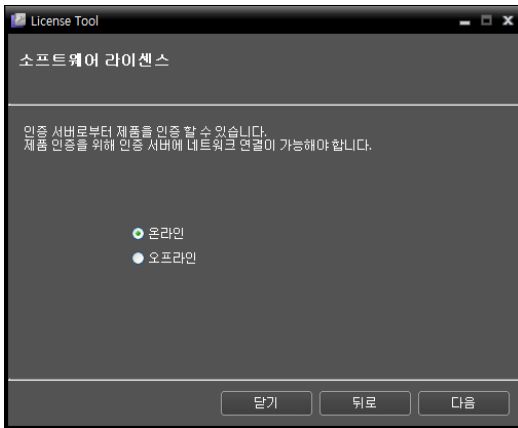 License Tool
소프트웨어 라이센스
인증 서버로부터 제품을 인증 할 수 있습니다.
제품 인증을 위해 인증 서버에 네트워크 연결이 가능해야 합니다.
온라인
오프라인
닫기
뒤로
다음